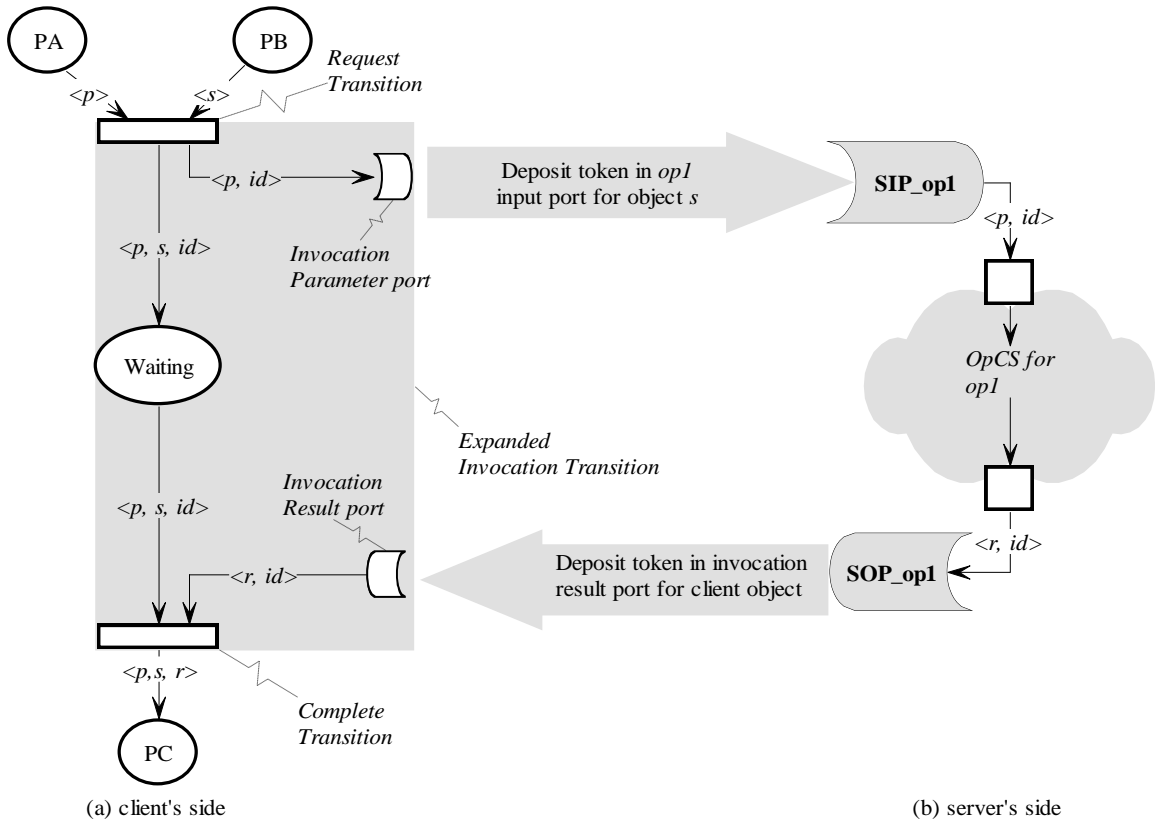 PA
PB
Request
Transition
<p>
<s>
<p, id>
Deposit token in op1
input port for object s
SIP_op1
<p, id>
<p, s, id>
Invocation
Parameter port
Waiting
OpCS for
op1
Expanded
Invocation Transition
Invocation
Result port
<p, s, id>
<r, id>
<r, id>
Deposit token in invocation
result port for client object
SOP_op1
<p,s, r>
Complete
Transition
PC
(a) client's side
(b) server's side